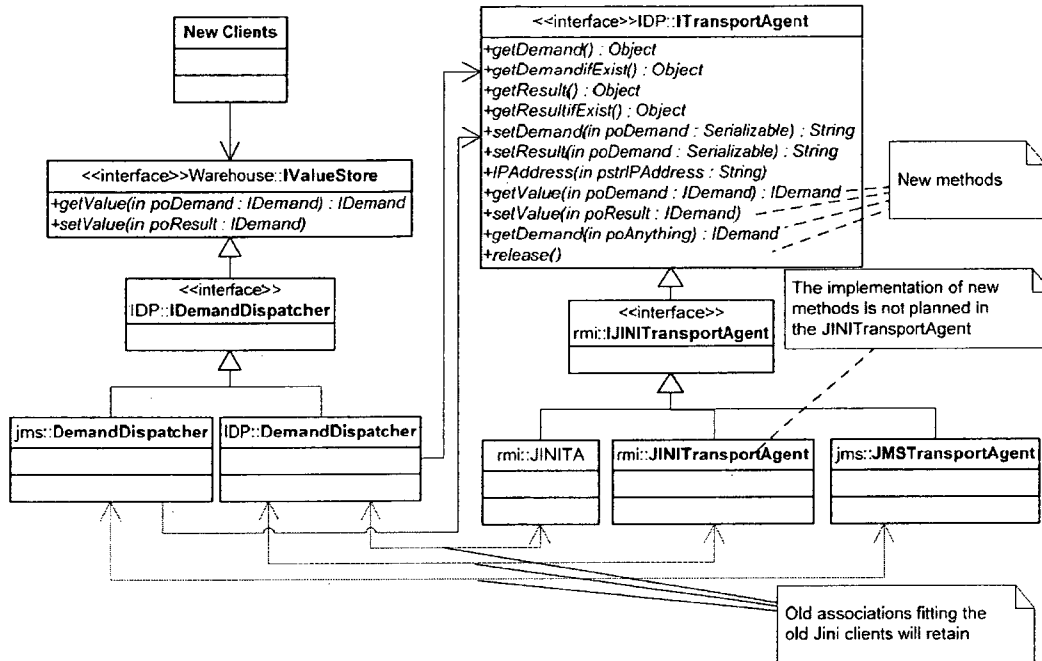 New Clients
<<interface>>Warehouse::IValueStore
+getValue(in poDemand : IDemand) : IDemand
+setValue(in poResult : IDemand)
<<interface>>
IDP::IDemandDispatcher
jms::DemandDispatcher
IDP::DemandDispatcher
<<interface>>IDP::ITransportAgent
+getDemand() : Object
+getDemandifExist() : Object
+getResult() : Object
+getResultifExist() : Object
+setDemand(in poDemand : Serializable) : String
+setResult(in poDemand : Serializable) : String
+IPAddress(in pstrIPAddress : String)
+getValue(in poDemand : IDemand) : IDemand
+setValue(in poResult : IDemand)
+getDemand(in poAnything) : IDemand
+release()
New methods
The implementation of new
methods is not planned in
the JINITransportAgent
<<interface>>
rmi::IJINITransportAgent
rmi::JINITA
rmi::JINITransportAgent
jms::JMSTransportAgent
Old associations fitting the
old Jini clients will retain